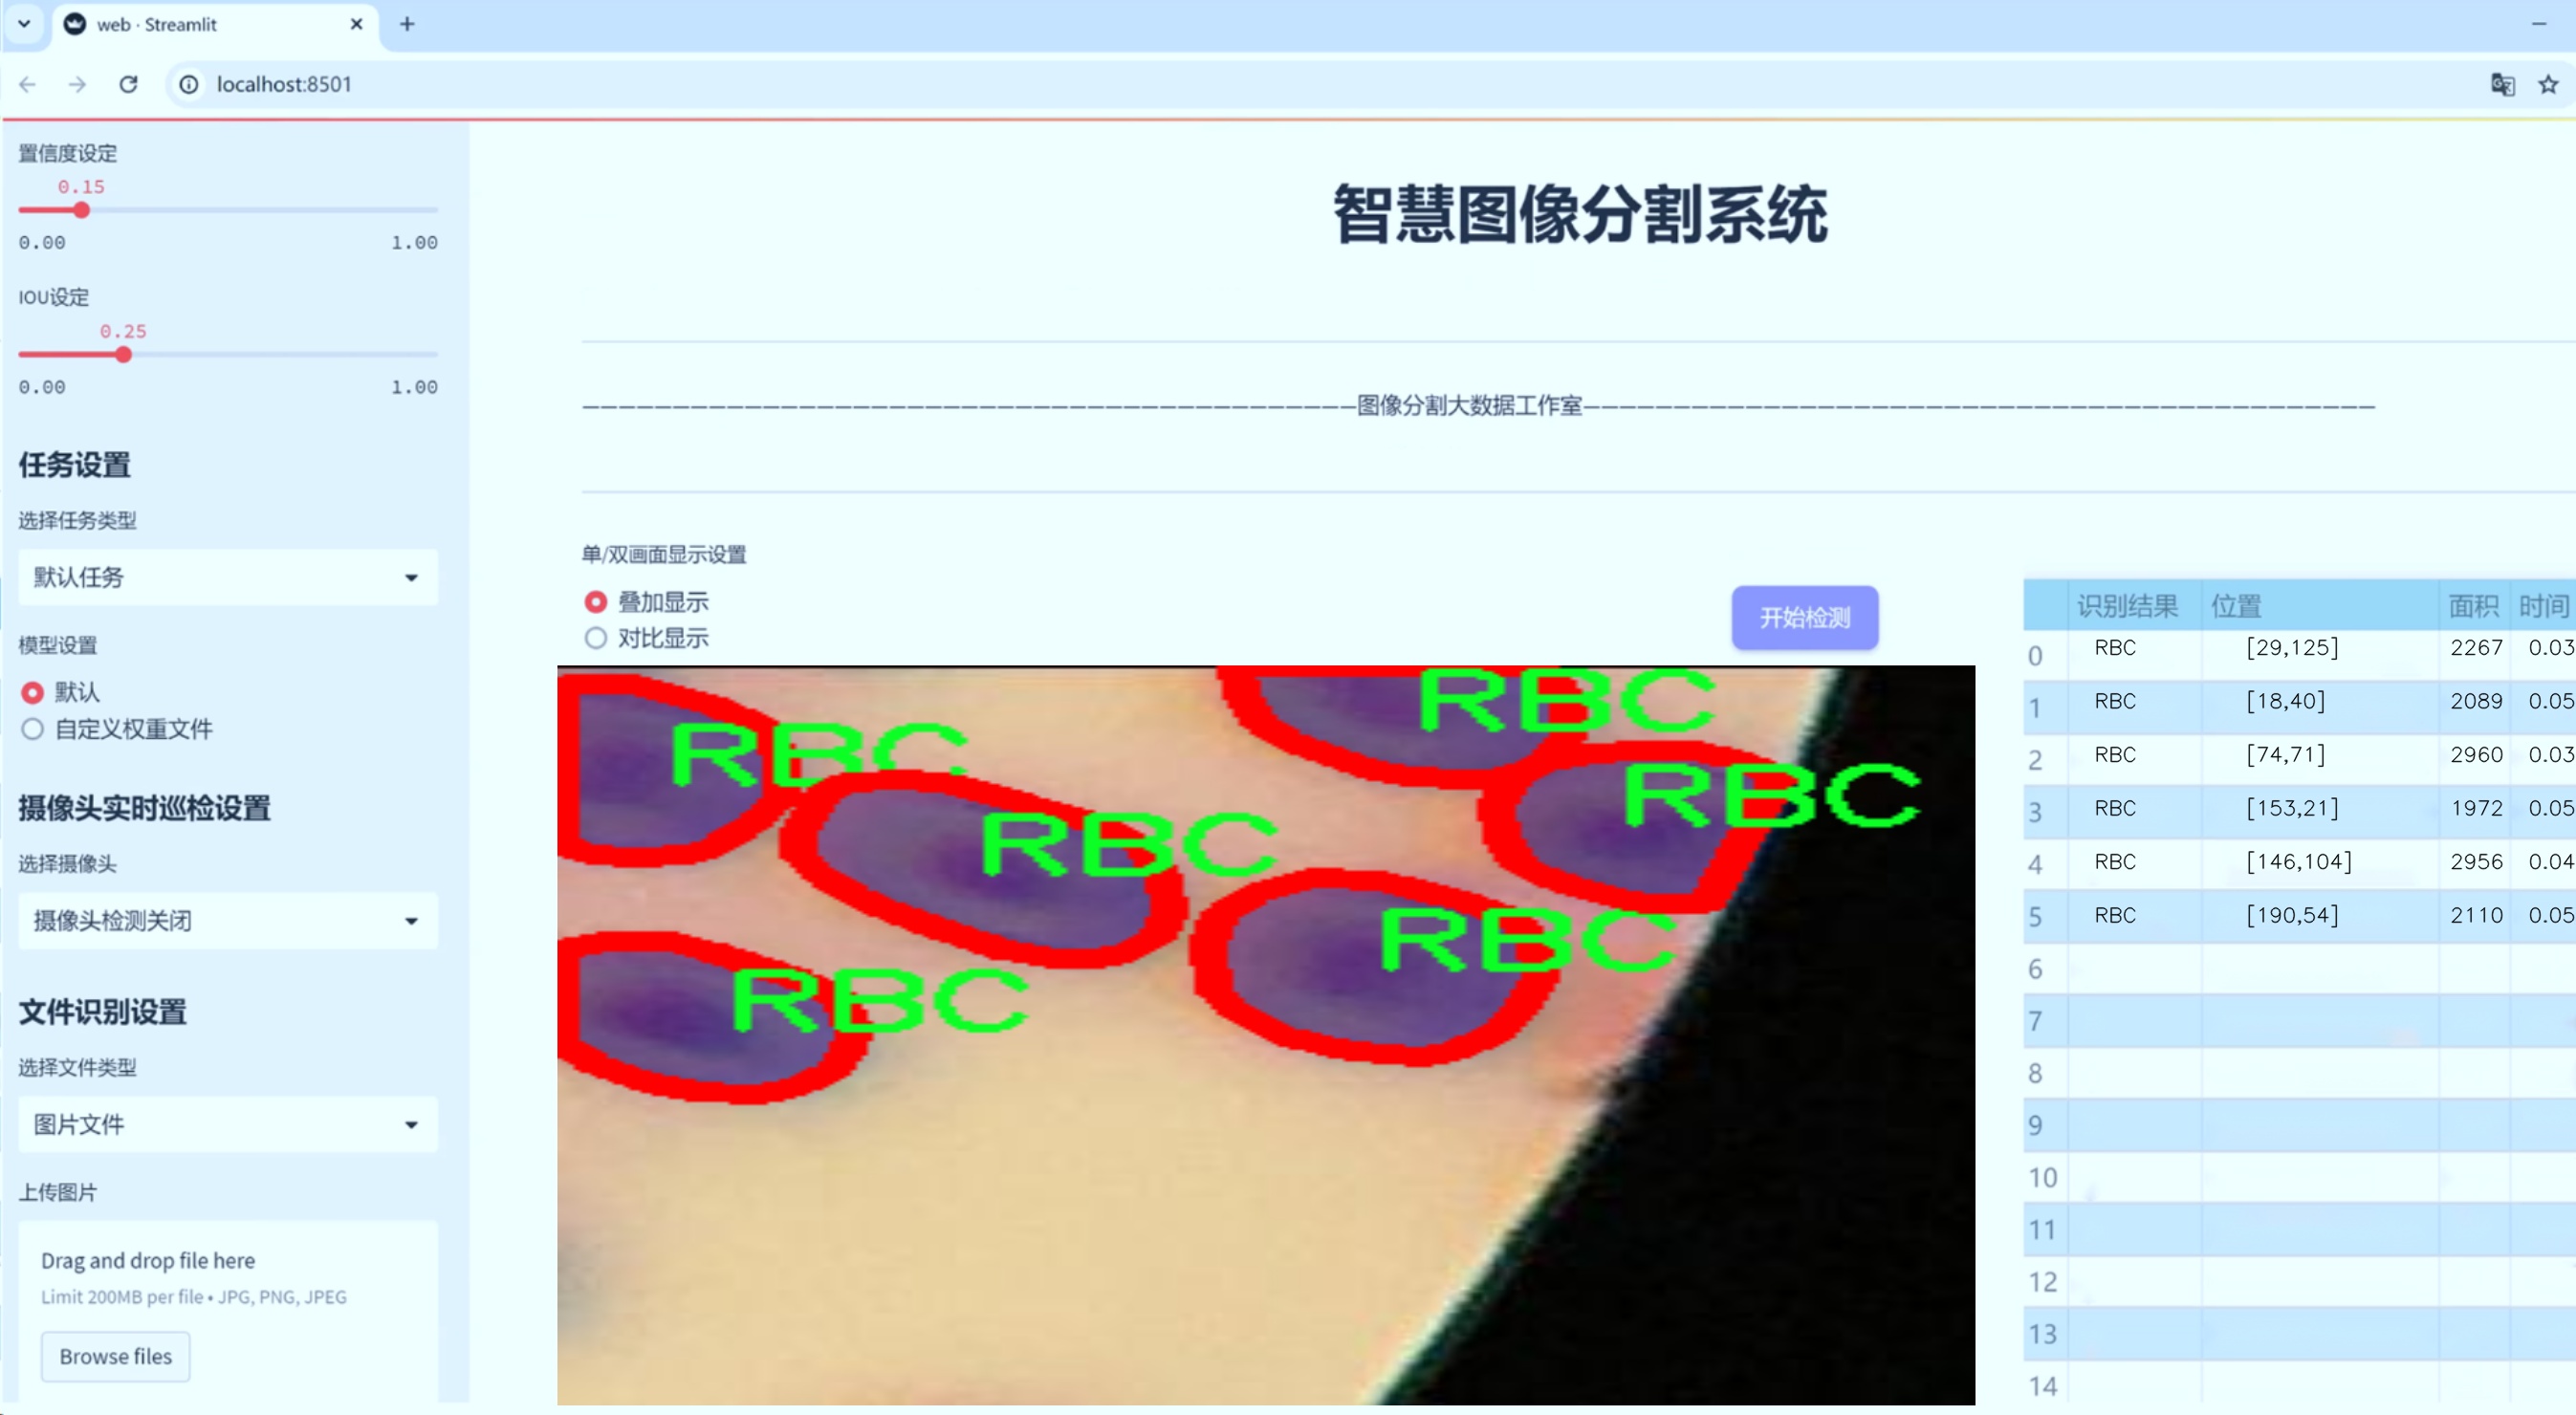 web · Streamlit
localhost:8501
置信度设定
0.15
0.00 1.00
IOU设定
0.25
0.00 1.00
任务设置
选择任务类型
默认任务
模型设置
默认
自定义权重文件
摄像头实时巡检设置
选择摄像头
摄像头检测关闭
文件识别设置
选择文件类型
图片文件
上传图片
Drag and drop file here
Limit 200MB per file • JPG, PNG, JPEG
Browse files
智慧图像分割系统
图像分割大数据工作室
单/双画面显示设置
叠加显示
对比显示
开始检测
RBC
RBC
RBC
RBC
RBC
RBC
识别结果 位置 面积 时间
0 RBC [29,125] 2267 0.03
1 RBC [18,40] 2089 0.05
2 RBC [74,71] 2960 0.03
3 RBC [153,21] 1972 0.05
4 RBC [146,104] 2956 0.04
5 RBC [190,54] 2110 0.05
6
7
8
9
10
11
12
13
14